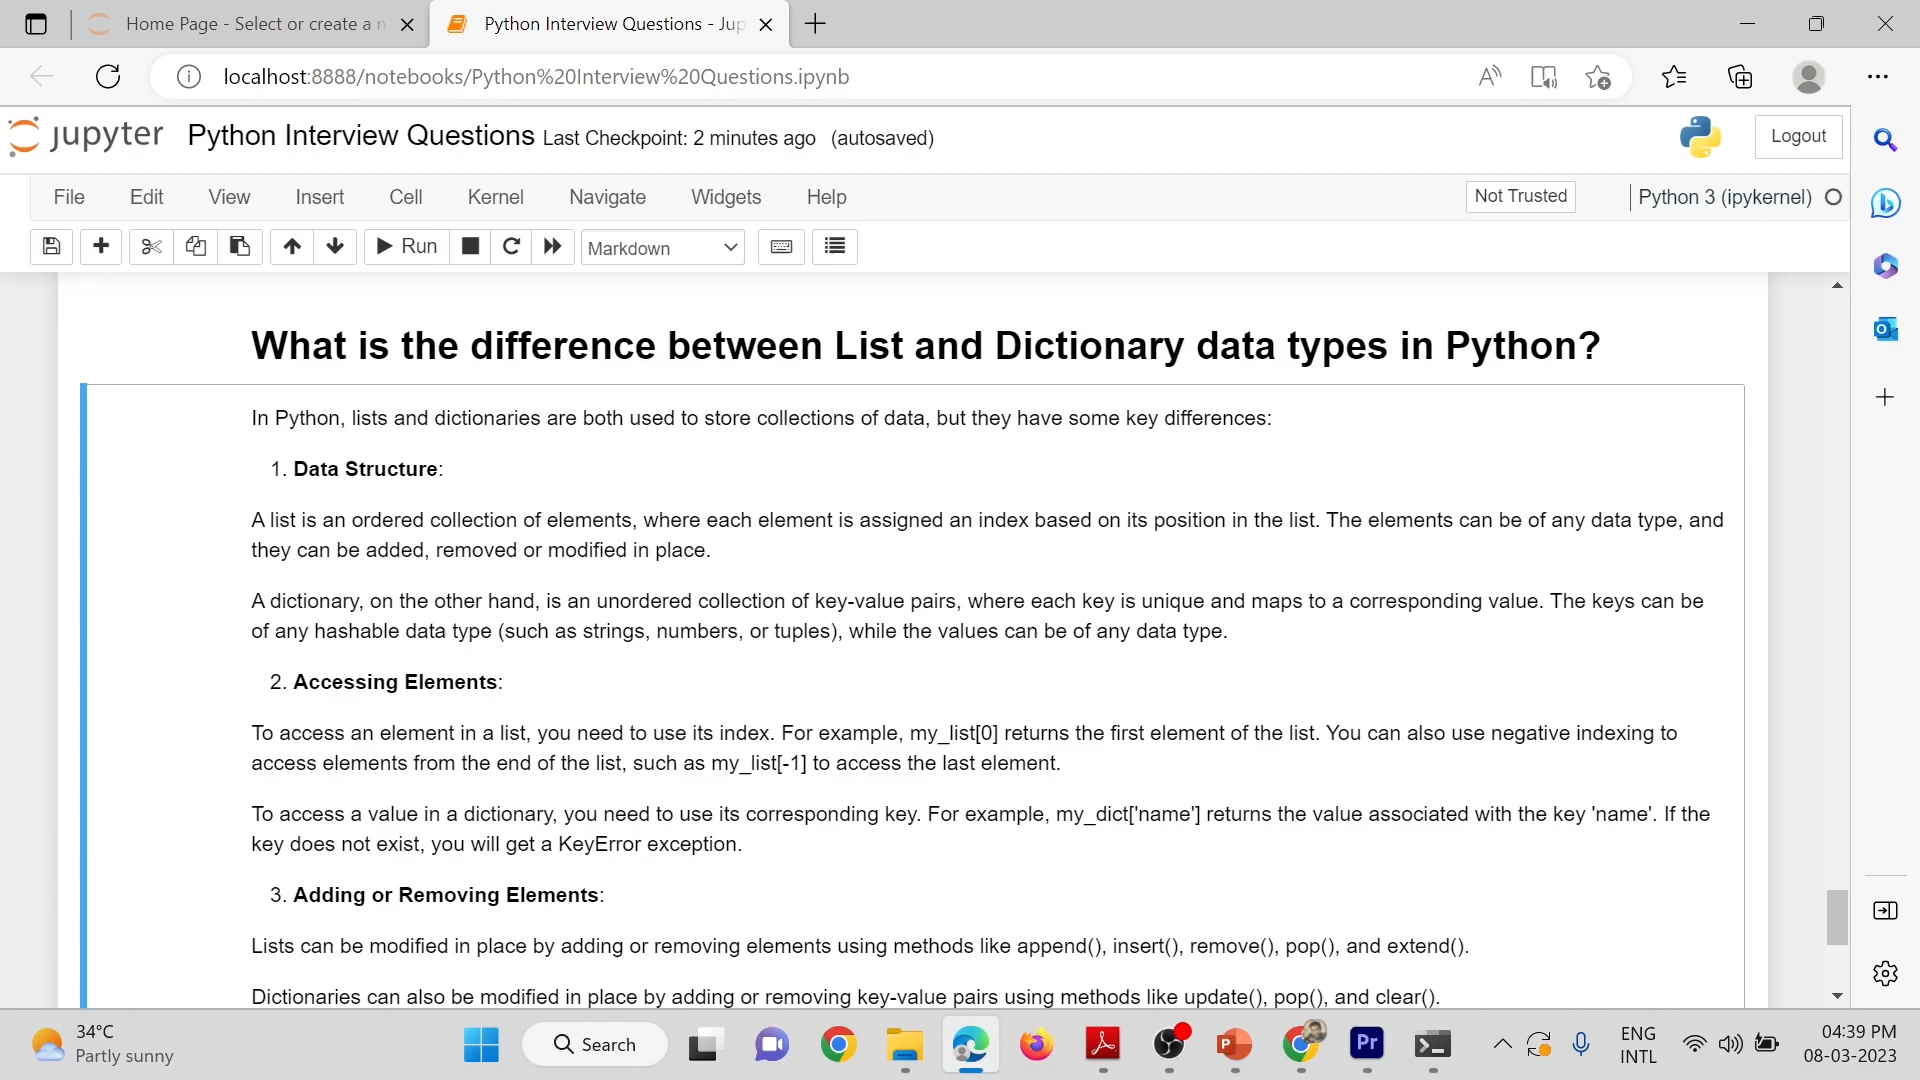 Home Page - Select or create a n
Python Interview Questions - Jup
localhost:8888/notebooks/Python%20Interview%20Questions.ipynb
jupyter Python Interview Questions Last Checkpoint: 2 minutes ago (autosaved)
Logout
File Edit View Insert Cell Kernel Navigate Widgets Help
Not Trusted
Python 3 (ipykernel)
Run
Markdown
What is the difference between List and Dictionary data types in Python?
In Python, lists and dictionaries are both used to store collections of data, but they have some key differences:
1. Data Structure:
A list is an ordered collection of elements, where each element is assigned an index based on its position in the list. The elements can be of any data type, and
they can be added, removed or modified in place.
A dictionary, on the other hand, is an unordered collection of key-value pairs, where each key is unique and maps to a corresponding value. The keys can be
of any hashable data type (such as strings, numbers, or tuples), while the values can be of any data type.
2. Accessing Elements:
To access an element in a list, you need to use its index. For example, my_list[0] returns the first element of the list. You can also use negative indexing to
access elements from the end of the list, such as my_list[-1] to access the last element.
To access a value in a dictionary, you need to use its corresponding key. For example, my_dict['name'] returns the value associated with the key 'name'. If the
key does not exist, you will get a KeyError exception.
3. Adding or Removing Elements:
Lists can be modified in place by adding or removing elements using methods like append(), insert(), remove(), pop(), and extend().
Dictionaries can also be modified in place by adding or removing key-value pairs using methods like update(), pop(), and clear().
34°C
Partly sunny
Search
P
Pr
ENG
INTL
04:39 PM
08-03-2023